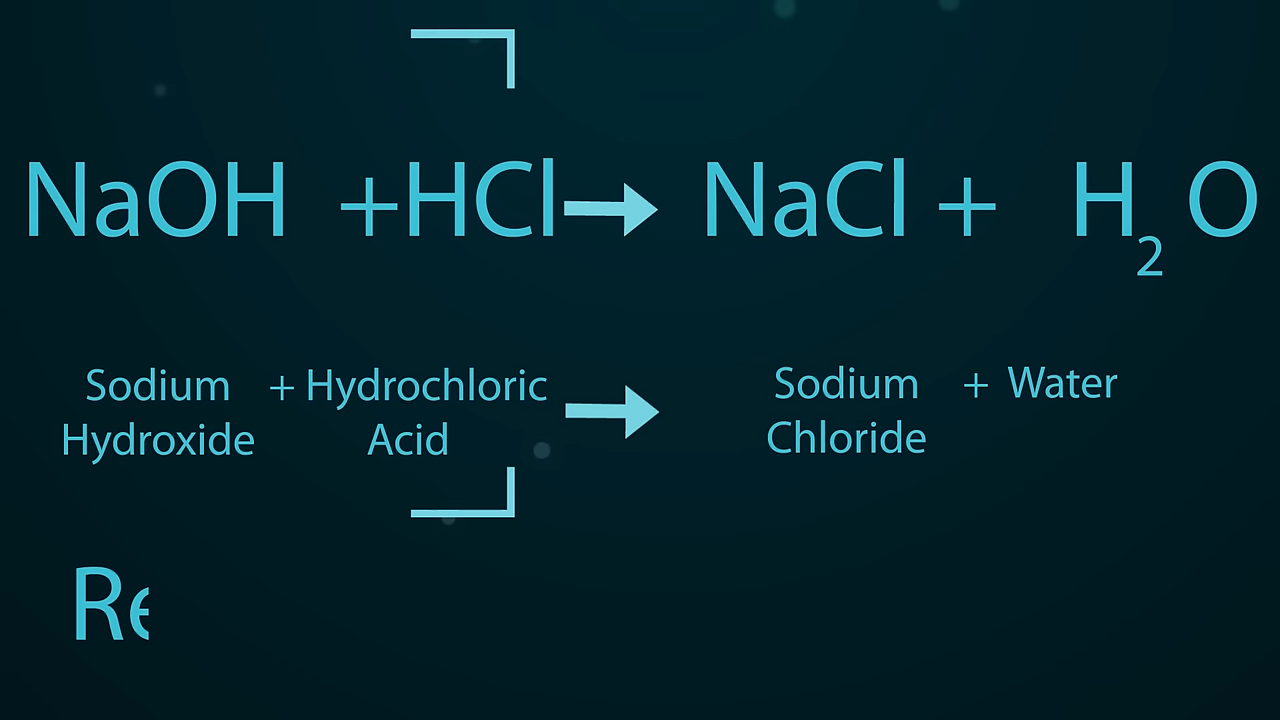 NaOH + HCl → NaCl + H₂O
Sodium + Hydrochloric → Sodium + Water
Hydroxide Acid Chloride